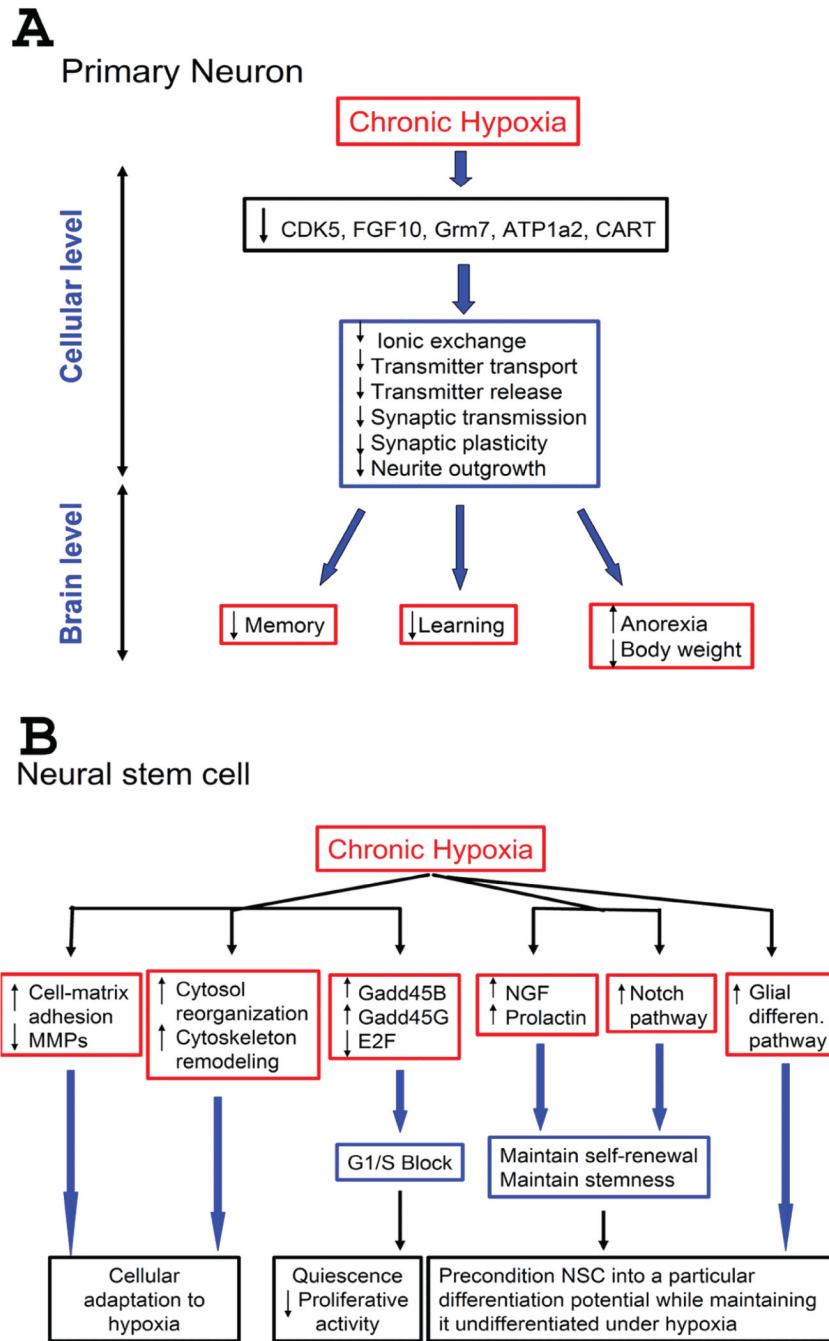 A
Primary Neuron
Chronic Hypoxia
Cellular level
↓ CDK5, FGF10, Grm7, ATP1a2, CART
↓ Ionic exchange
↓ Transmitter transport
↓ Transmitter release
↓ Synaptic transmission
↓ Synaptic plasticity
↓ Neurite outgrowth
Brain level
↓ Memory
↓ Learning
↑ Anorexia
↓ Body weight
B
Neural stem cell
Chronic Hypoxia
↑ Cell-matrix
adhesion
↓ MMPs
↑ Cytosol
reorganization
↑ Cytoskeleton
remodeling
↑ Gadd45B
↑ Gadd45G
↓ E2F
↑ NGF
↑ Prolactin
↑ Notch
pathway
↑ Glial
differen.
pathway
G1/S Block
Maintain self-renewal
Maintain stemness
Cellular
adaptation to
hypoxia
Quiescence
↓ Proliferative
activity
Precondition NSC into a particular
differentiation potential while maintaining
it undifferentiated under hypoxia